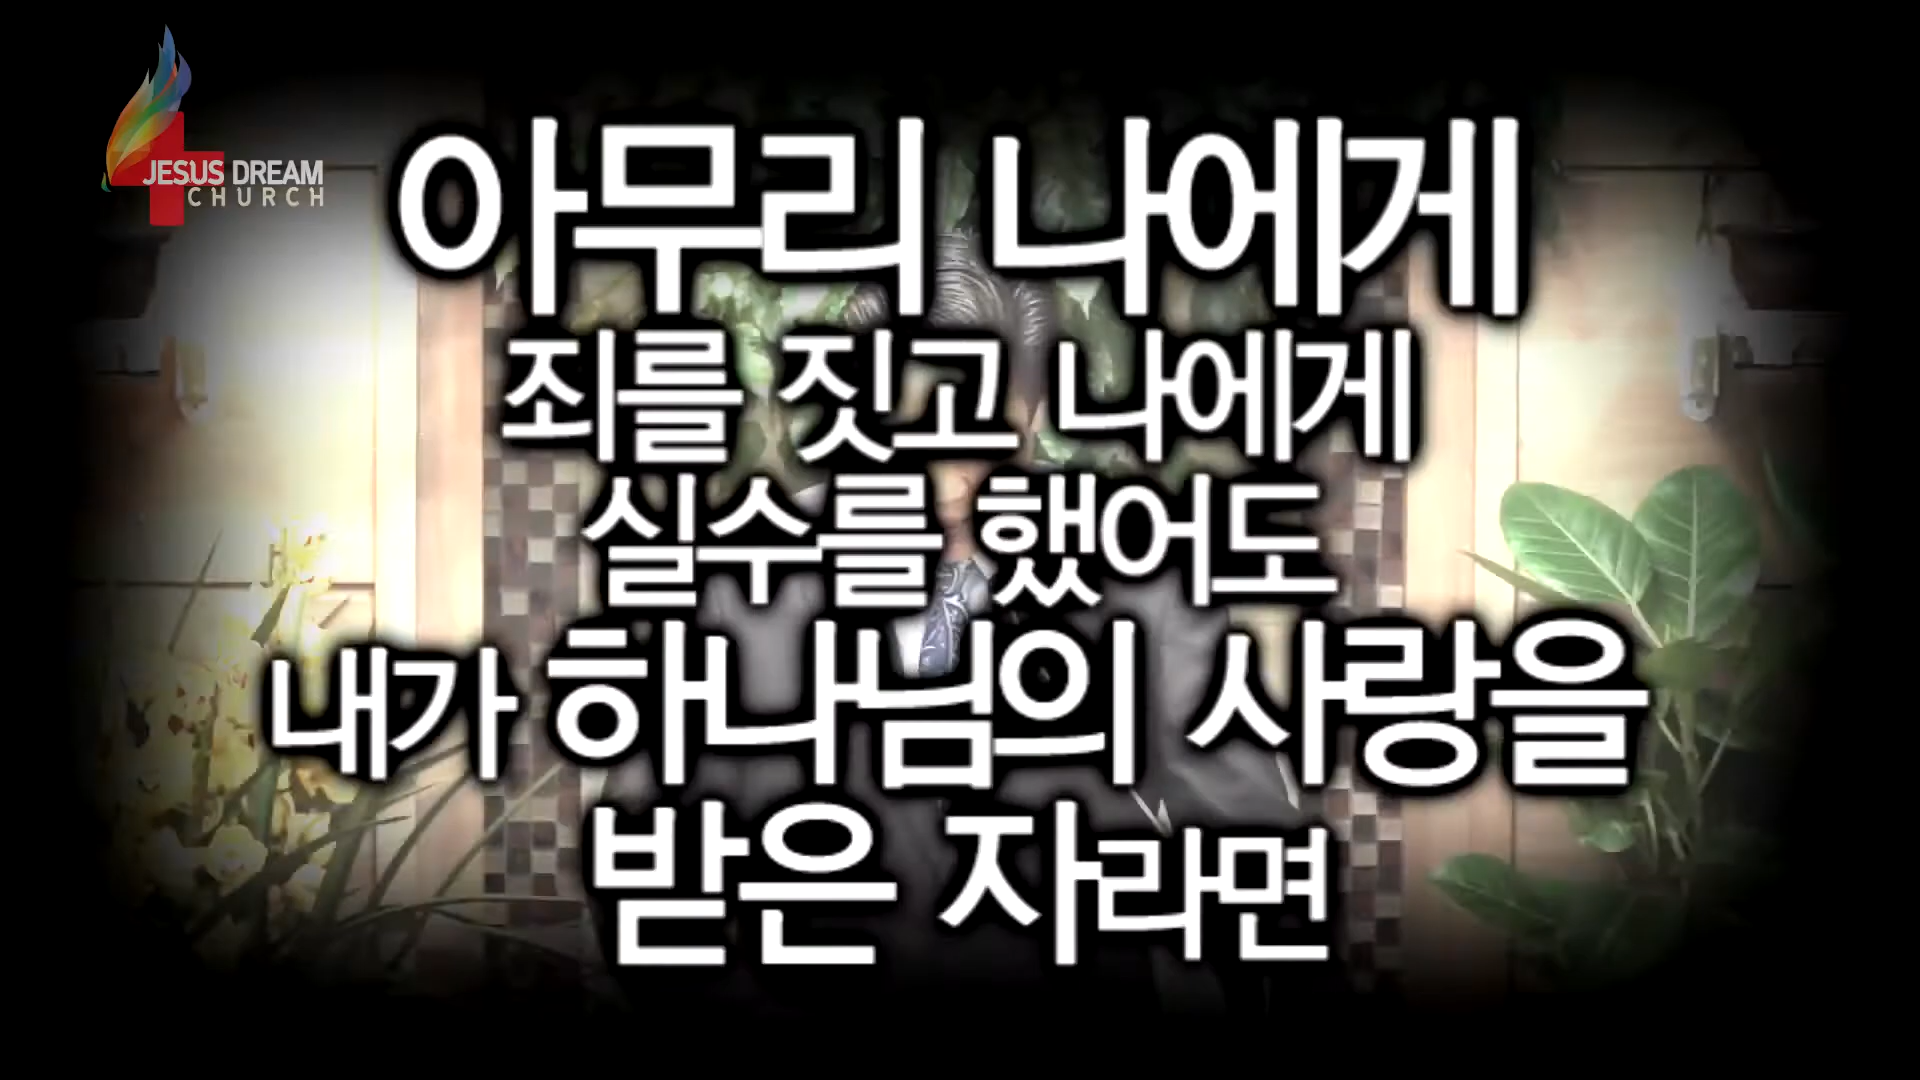 JESUS DREAM
CHURCH
아무리 나에게
죄를 짓고 나에게
실수를 했어도
내가 하나님의 사랑을
받은 자라면